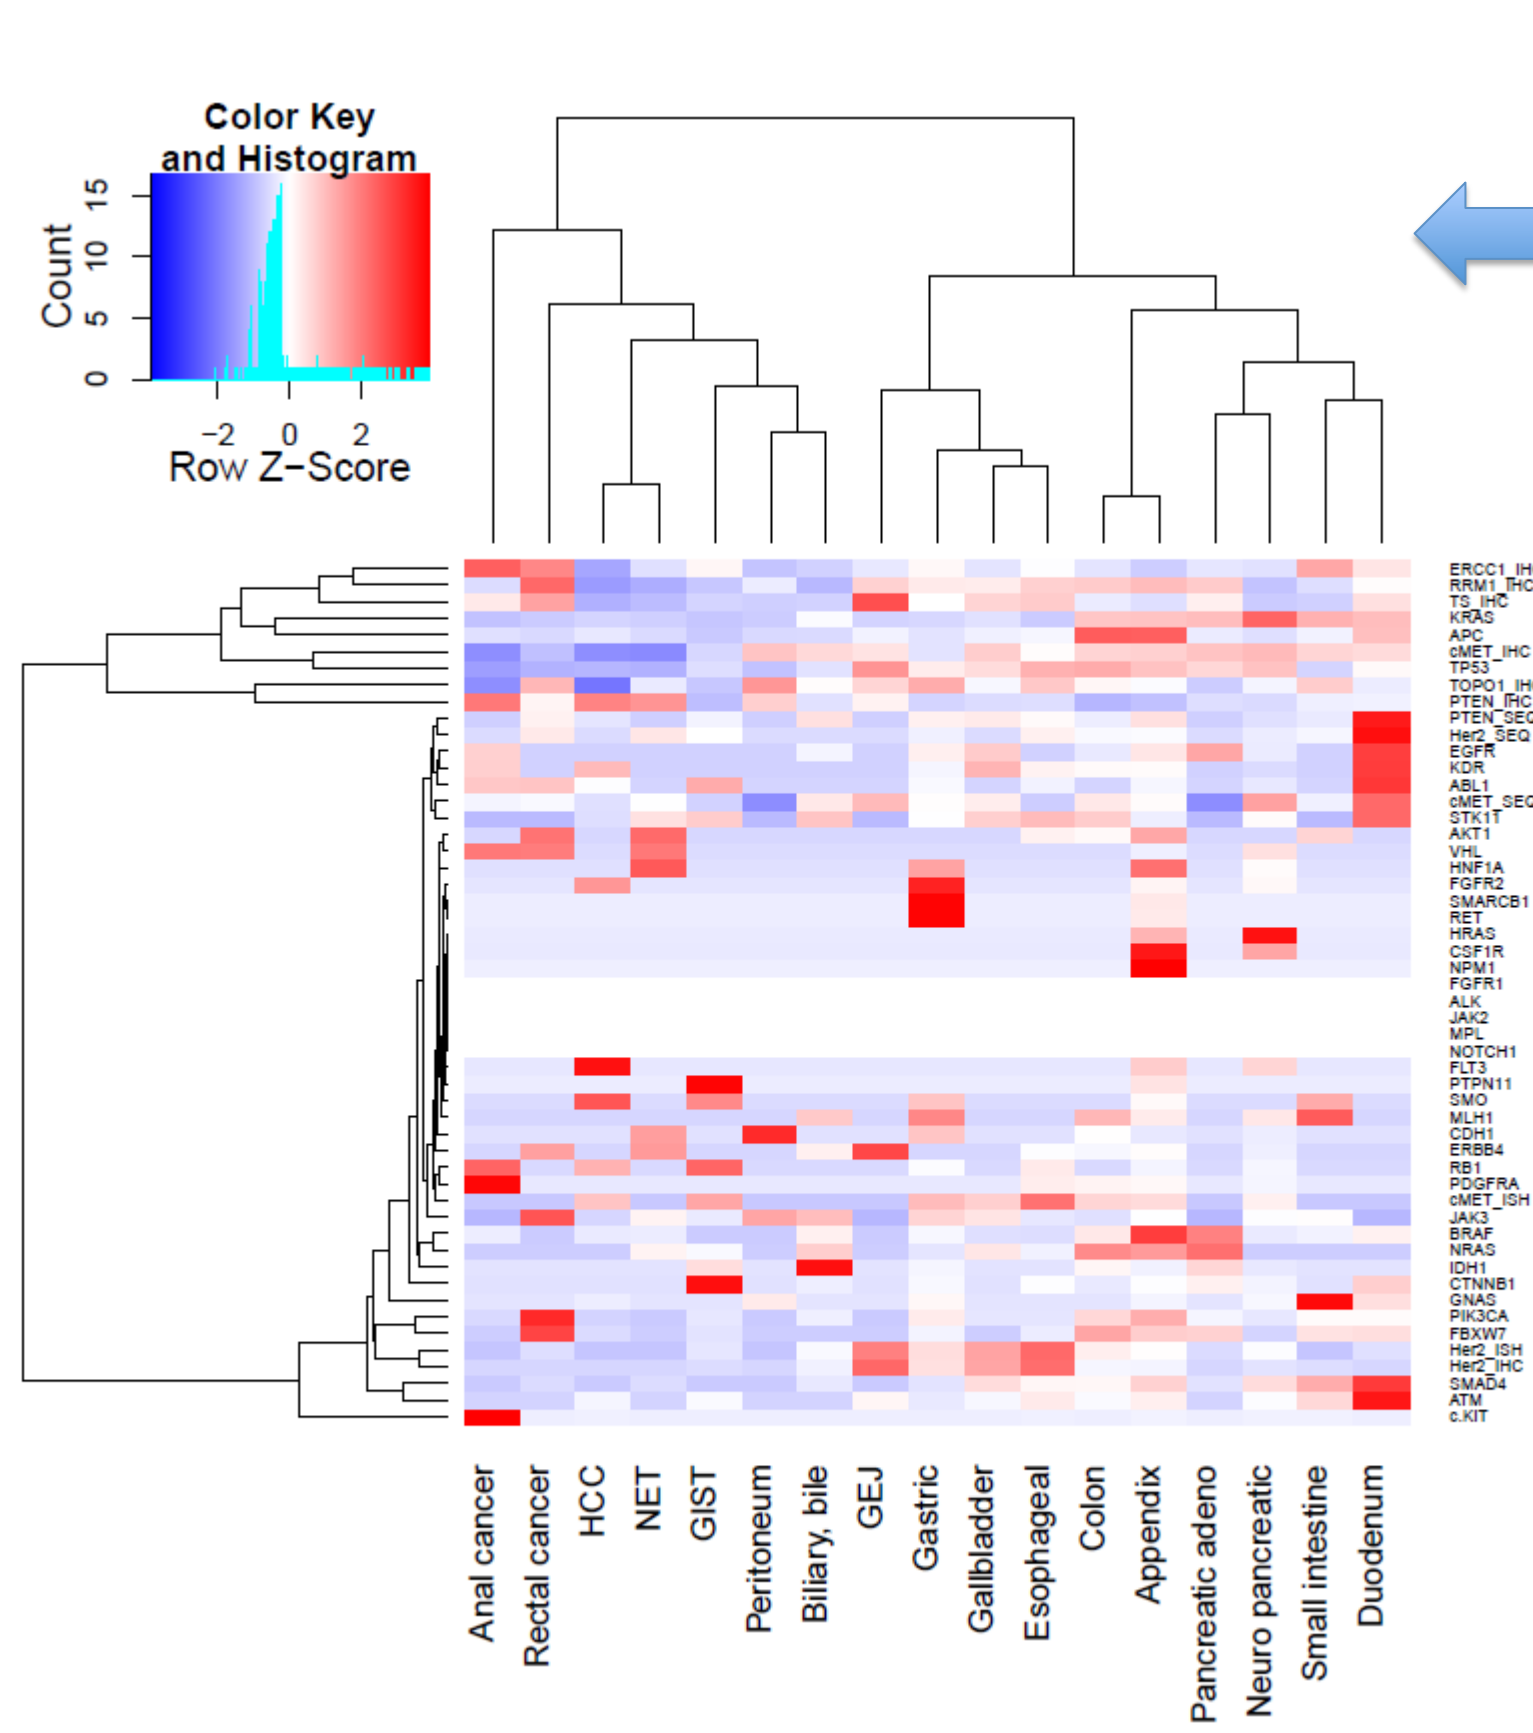 Color Key
and Histogram
Count
0 5 10 15
−2 0 2
Row Z−Score
ERCC1_IH
RRM1_IHC
TS_IHC
KRAS
APC
cMET_IHC
TP53
TOPO1_IH
PTEN_IHC
PTEN_SEQ
Her2_SEQ
EGFR
KDR
ABL1
cMET_SEQ
STK11
AKT1
VHL
HNF1A
FGFR2
SMARCB1
RET
HRAS
CSF1R
NPM1
FGFR1
ALK
JAK2
MPL
NOTCH1
FLT3
PTPN11
SMO
MLH1
CDH1
ERBB4
RB1
PDGFRA
cMET_ISH
JAK3
BRAF
NRAS
IDH1
CTNNB1
GNAS
PIK3CA
FBXW7
Her2_ISH
Her2_IHC
SMAD4
ATM
c.KIT
Anal cancer
Rectal cancer
HCC
NET
GIST
Peritoneum
Biliary, bile
GEJ
Gastric
Gallbladder
Esophageal
Colon
Appendix
Pancreatic adeno
Neuro pancreatic
Small intestine
Duodenum